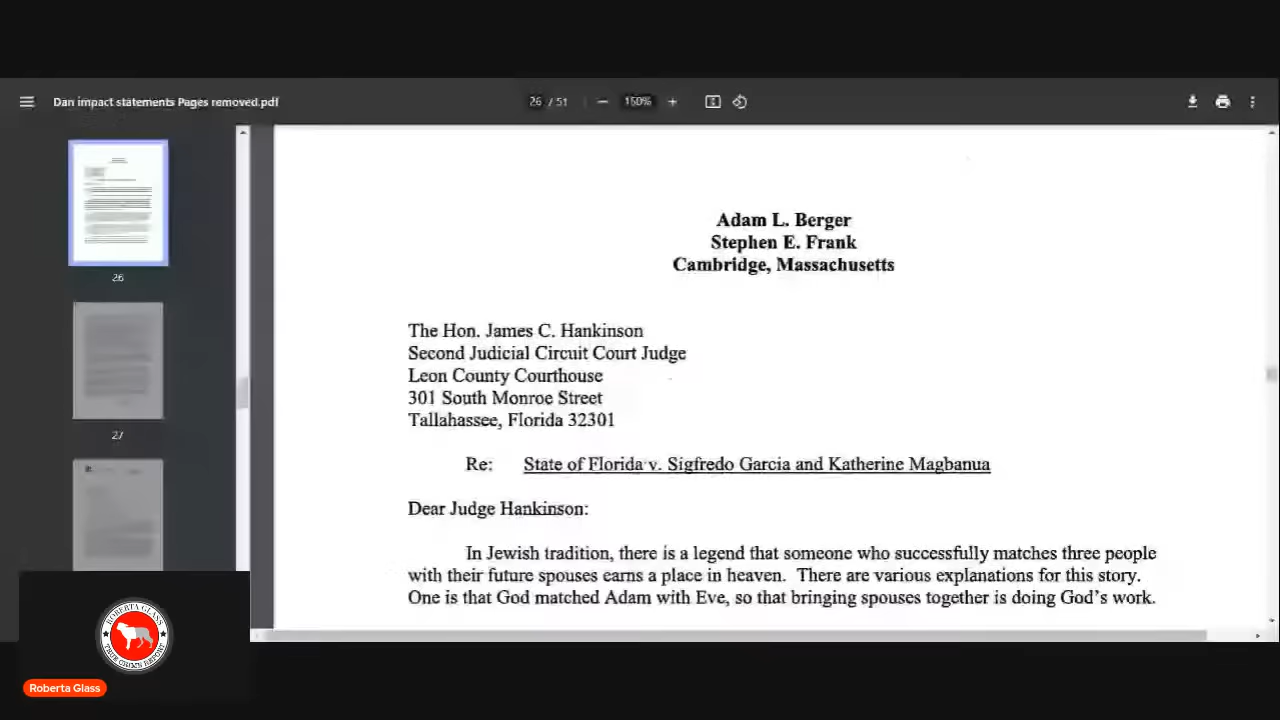 Dan impact statements Pages removed.pdf
26 / 51
150%
26
27
Adam L. Berger
Stephen E. Frank
Cambridge, Massachusetts
The Hon. James C. Hankinson
Second Judicial Circuit Court Judge
Leon County Courthouse
301 South Monroe Street
Tallahassee, Florida 32301
Re: State of Florida v. Sigfredo Garcia and Katherine Magbanua
Dear Judge Hankinson:
In Jewish tradition, there is a legend that someone who successfully matches three people
with their future spouses earns a place in heaven. There are various explanations for this story.
One is that God matched Adam with Eve, so that bringing spouses together is doing God's work.
ROBERTA GLASS
TRUE CRIME REPORT
Roberta Glass